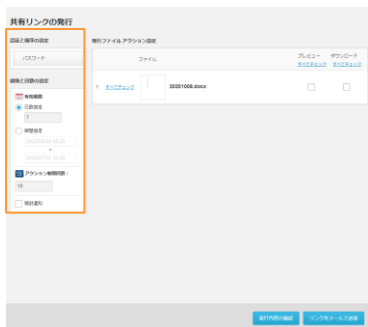 共有リンクの発行
認証と権限の設定
パスワード
期限と回数の設定
有効期限
日数指定
7
期間指定
アクション制限回数：
10
発行ファイル アクション設定
ファイル
プレビュー
すべてチェック
ダウンロード
すべてチェック
1 すべてチェック 20201008.docx
発行内容の確認
リンクをメールで送信